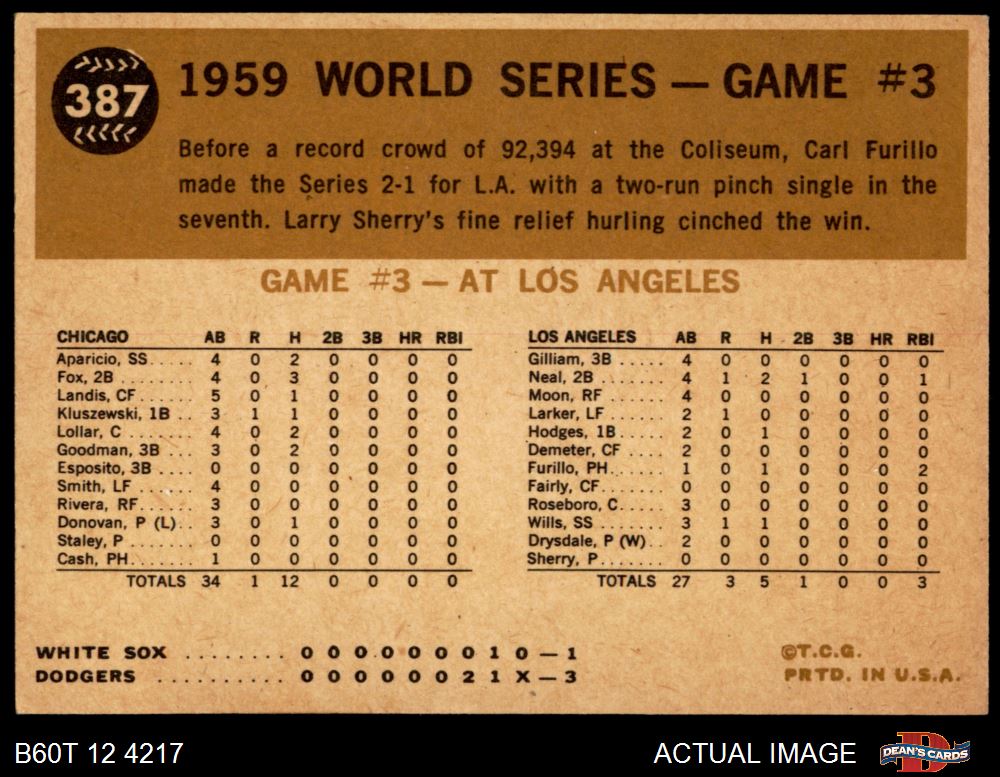 387
1959 WORLD SERIES — GAME #3
Before a record crowd of 92,394 at the Coliseum, Carl Furillo
made the Series 2-1 for L.A. with a two-run pinch single in the
seventh. Larry Sherry's fine relief hurling cinched the win.
GAME #3 — AT LOS ANGELES
CHICAGO AB R H 2B 3B HR RBI
Aparicio, SS..... 4 0 2 0 0 0 0
Fox, 2B ........ 4 0 3 0 0 0 0
Landis, CF...... 5 0 1 0 0 0 0
Kluszewski, 1B .. 3 1 1 0 0 0 0
Lollar, C ....... 4 0 2 0 0 0 0
Goodman, 3B ... 3 0 2 0 0 0 0
Esposito, 3B .... 0 0 0 0 0 0 0
Smith, LF ...... 4 0 0 0 0 0 0
Rivera, RF...... 3 0 0 0 0 0 0
Donovan, P (L).. 3 0 1 0 0 0 0
Staley, P ....... 0 0 0 0 0 0 0
Cash, PH....... 1 0 0 0 0 0 0
TOTALS 34 1 12 0 0 0 0
LOS ANGELES AB R H 2B 3B HR RBI
Gilliam, 3B ..... 4 0 0 0 0 0 0
Neal, 2B ....... 4 1 2 1 0 0 1
Moon, RF ...... 4 0 0 0 0 0 0
Larker, LF ...... 2 1 0 0 0 0 0
Hodges, 1B..... 2 0 1 0 0 0 0
Demeter, CF .... 2 0 0 0 0 0 0
Furillo, PH...... 1 0 1 0 0 0 2
Fairly, CF....... 0 0 0 0 0 0 0
Roseboro, C..... 3 0 0 0 0 0 0
Wills, SS ....... 3 1 1 0 0 0 0
Drysdale, P (W).. 2 0 0 0 0 0 0
Sherry, P....... 0 0 0 0 0 0 0
TOTALS 27 3 5 1 0 0 3
WHITE SOX ........ 0 0 0 0 0 0 0 1 0 — 1
DODGERS .......... 0 0 0 0 0 0 2 1 X — 3
©T.C.G.
PRTD. IN U.S.A.
B60T 12 4217
ACTUAL IMAGE
DEAN'S CARDS